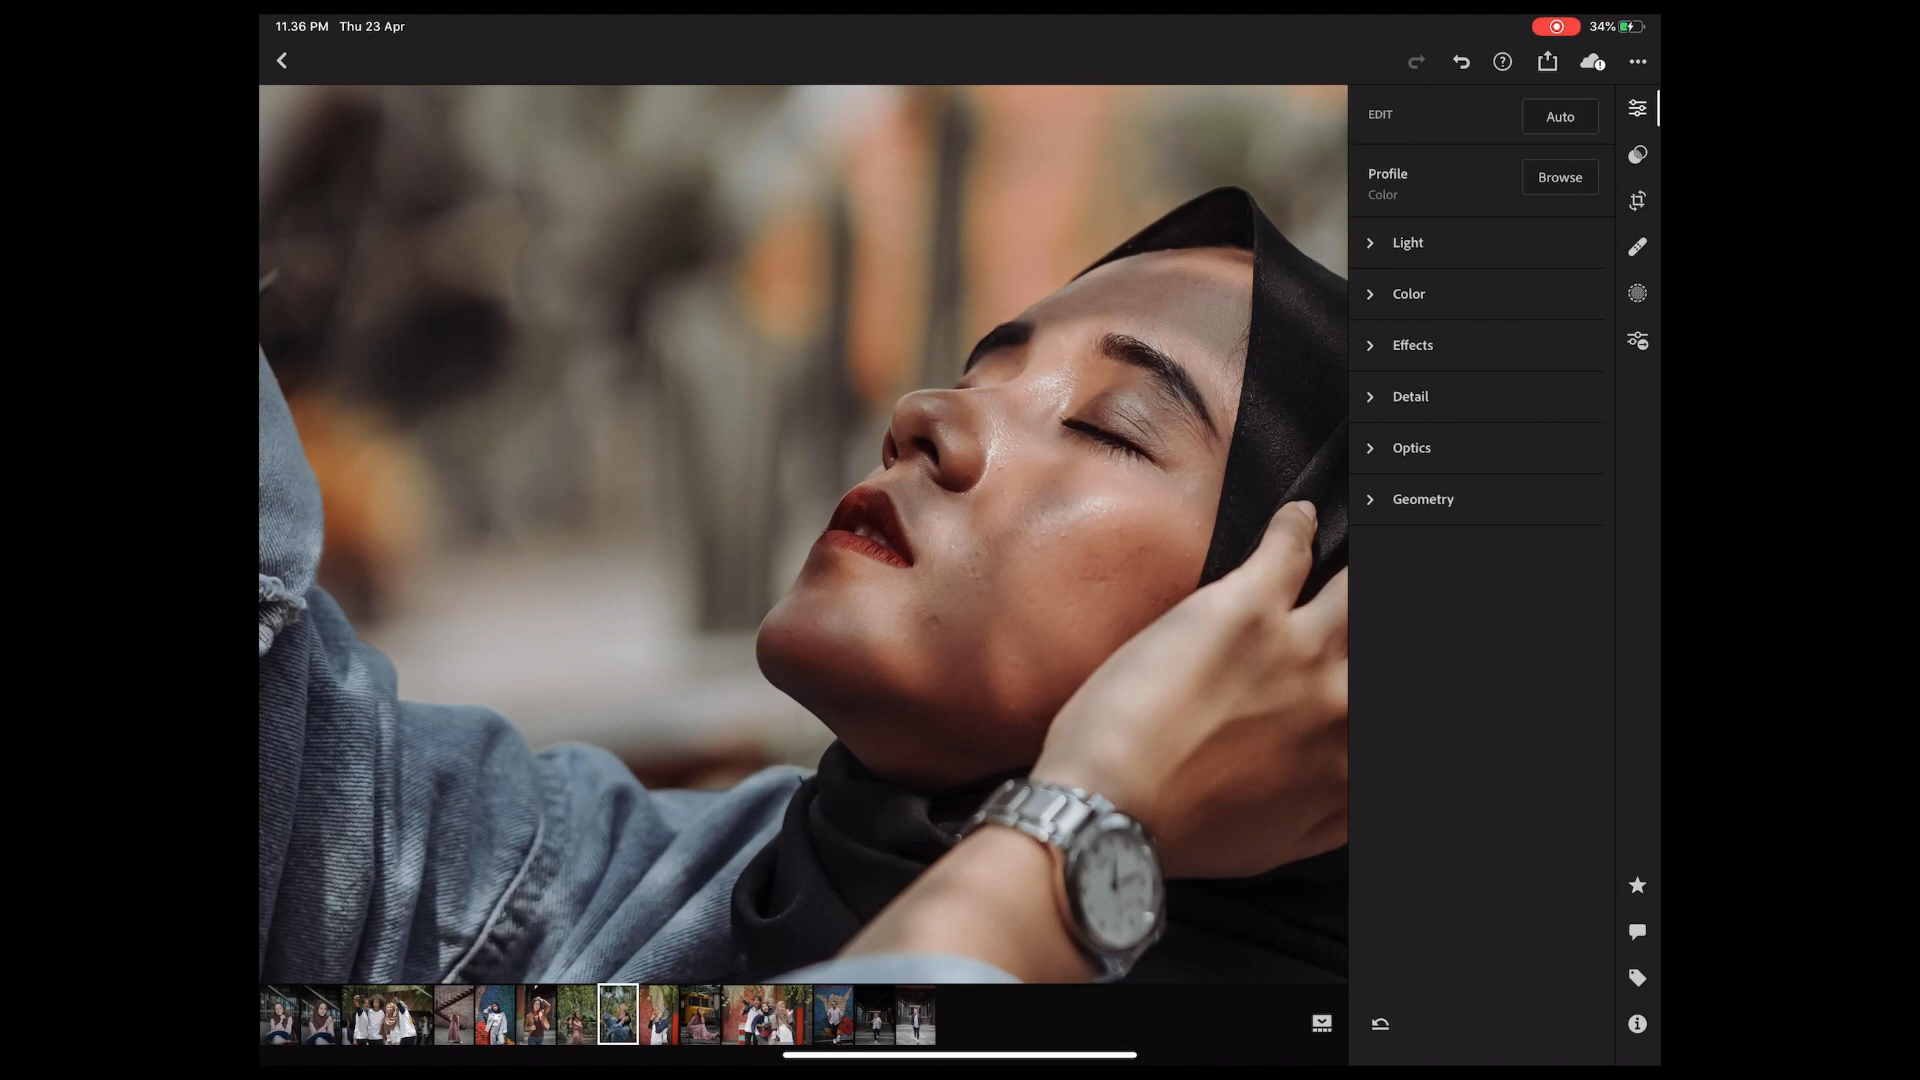 11.36 PM Thu 23 Apr
34%
EDIT
Auto
Profile
Color
Browse
Light
Color
Effects
Detail
Optics
Geometry